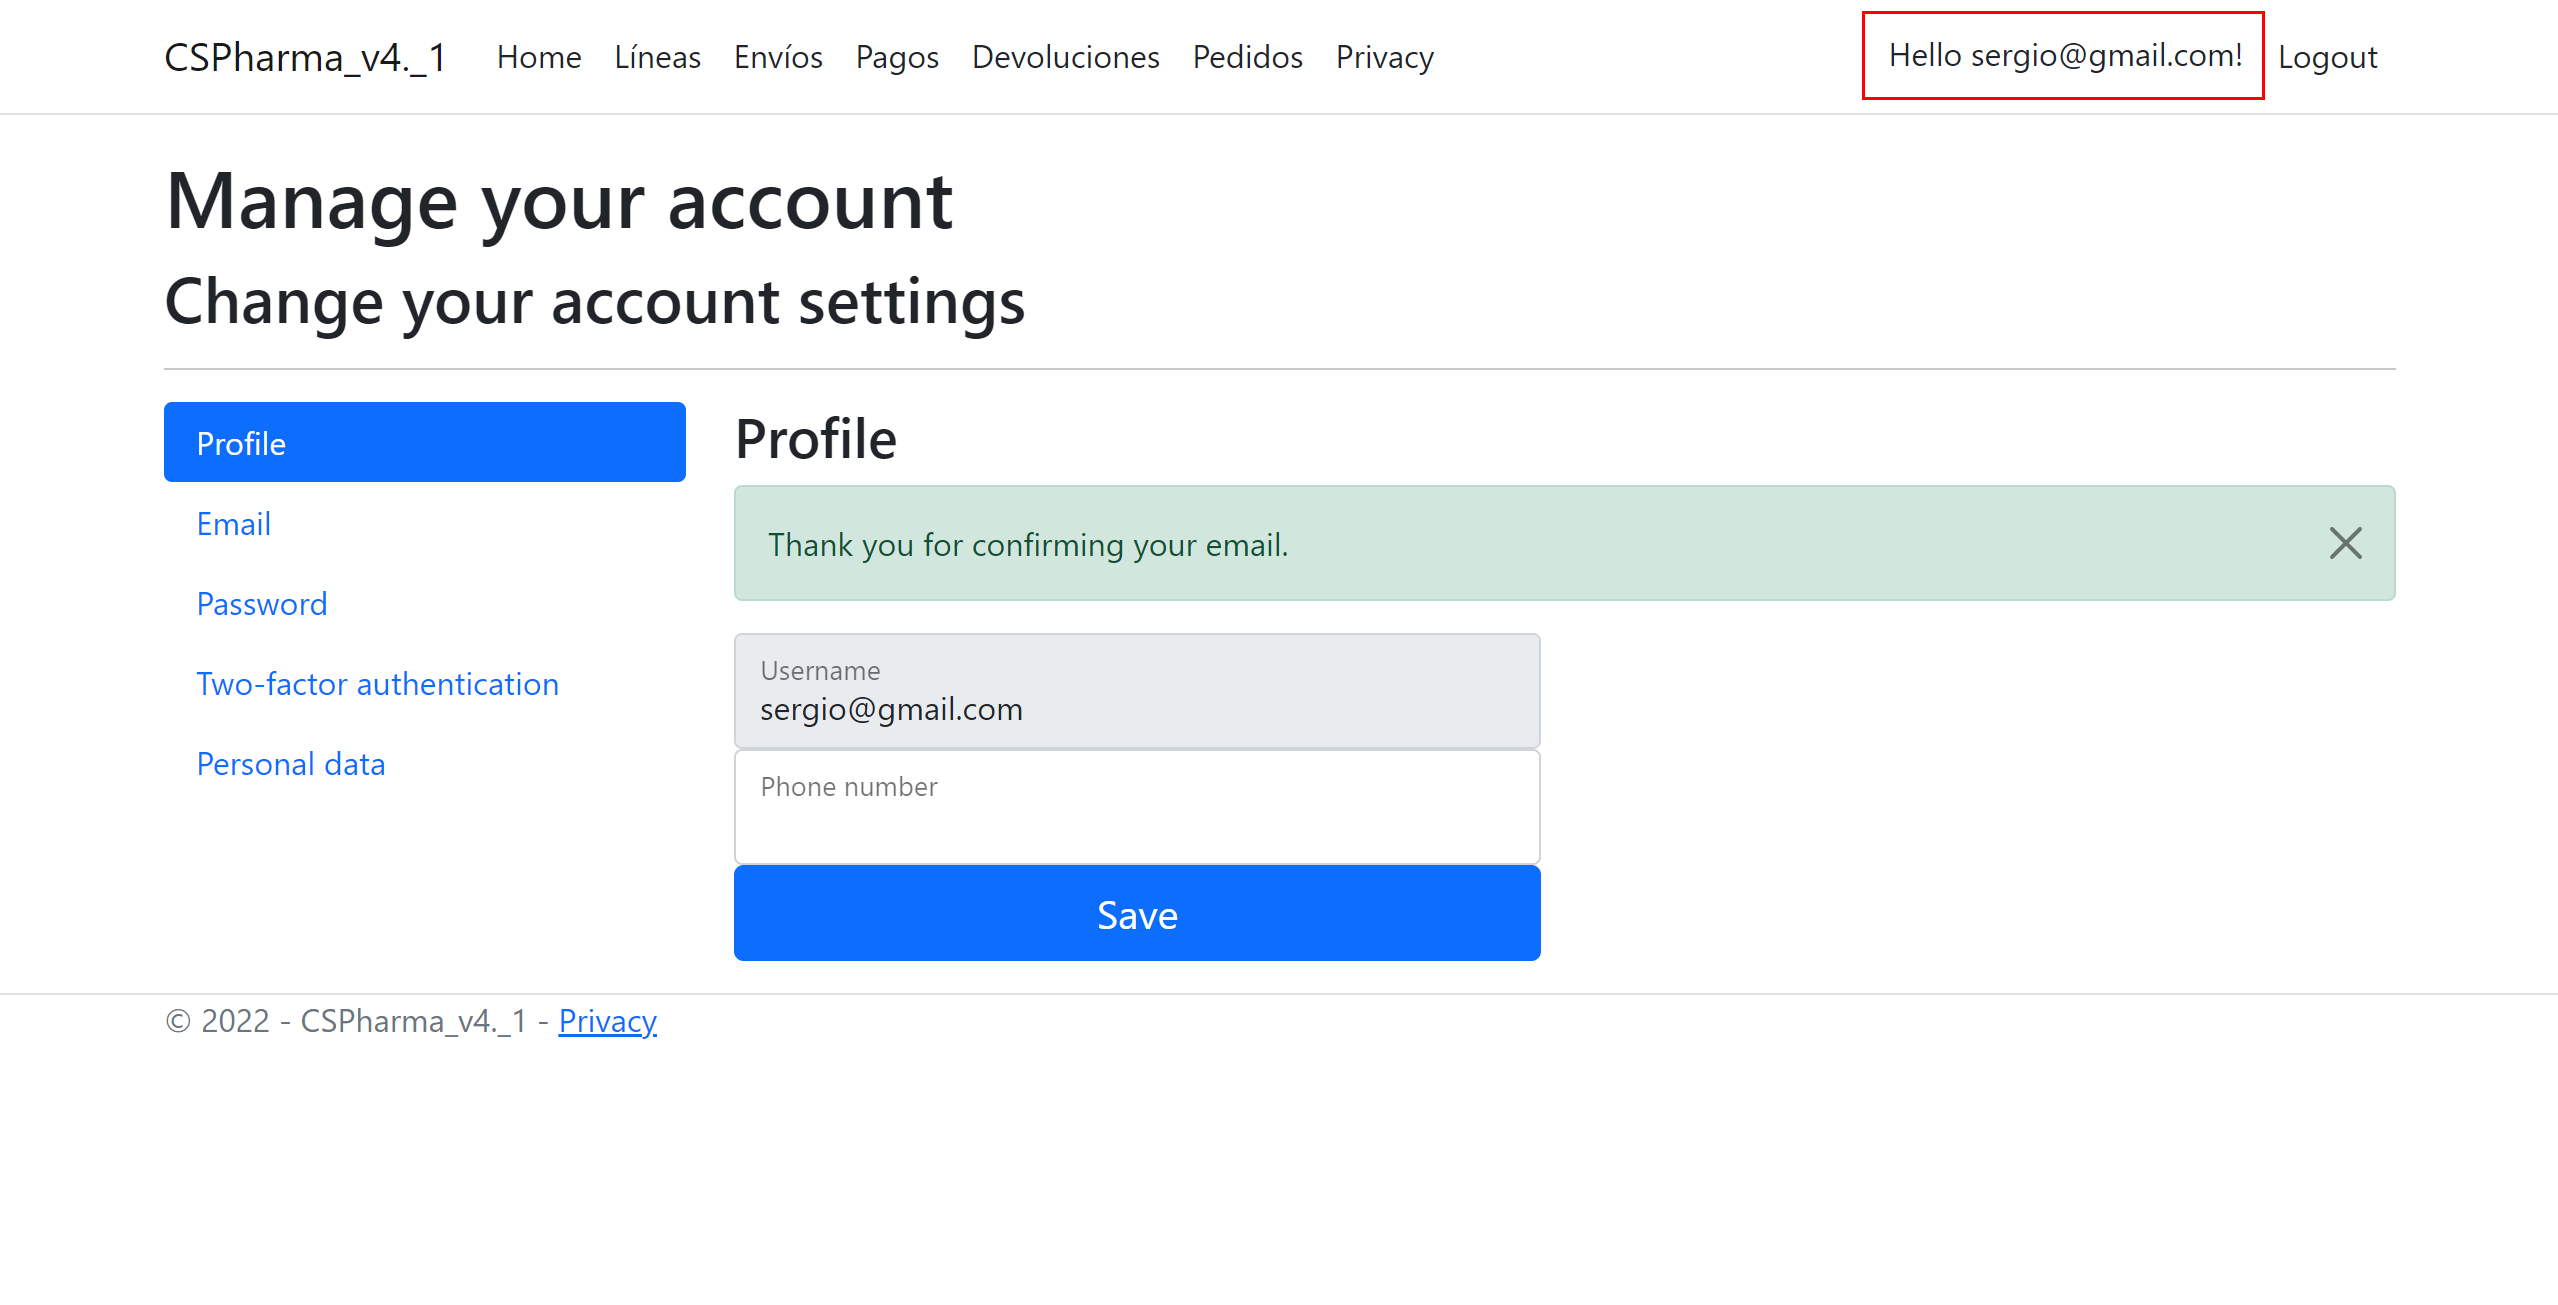 CSPharma_v4._1 Home Líneas Envíos Pagos Devoluciones Pedidos Privacy Hello sergio@gmail.com! Logout
Manage your account
Change your account settings
Profile
Email
Password
Two-factor authentication
Personal data
Profile
Thank you for confirming your email.
Username
sergio@gmail.com
Phone number
Save
© 2022 - CSPharma_v4._1 - Privacy